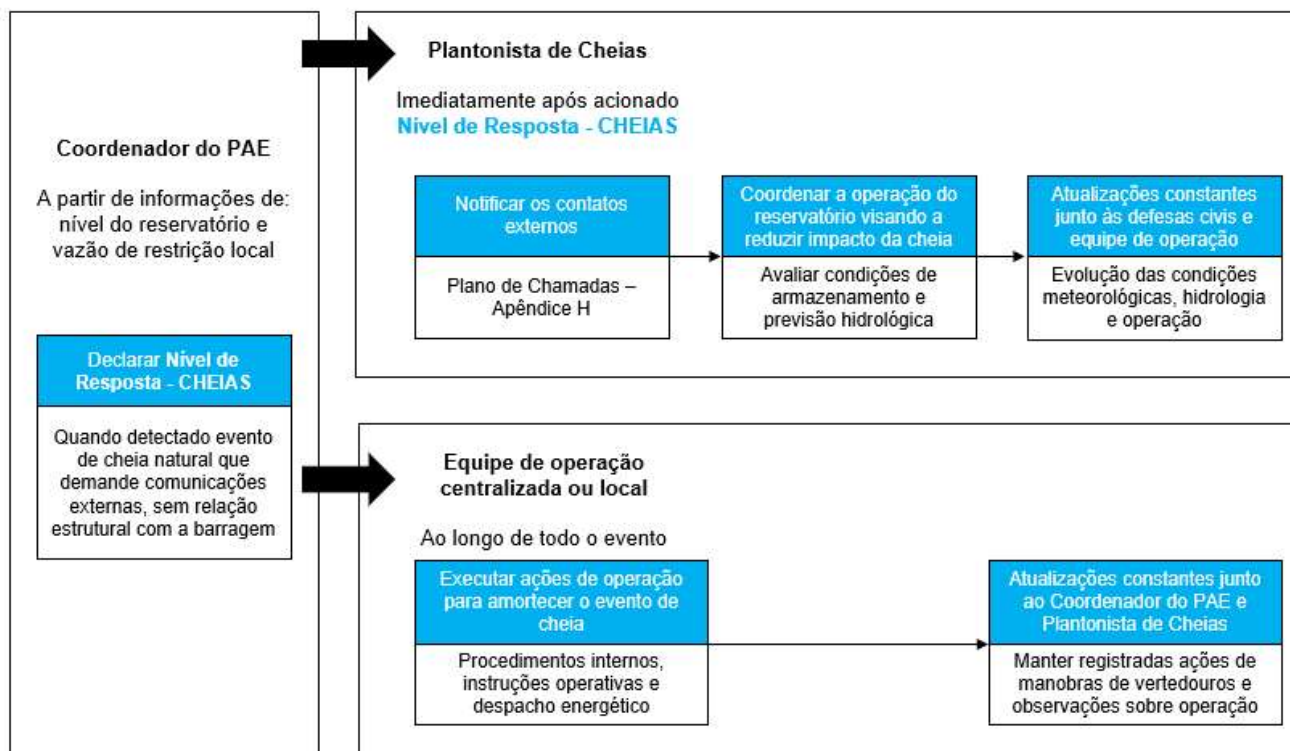 Coordenador do PAE
A partir de informações de:
nível do reservatório e
vazão de restrição local
Declarar Nível de
Resposta - CHEIAS
Quando detectado evento
de cheia natural que
demande comunicações
externas, sem relação
estrutural com a barragem
Plantonista de Cheias
Imediatamente após acionado
Nível de Resposta - CHEIAS
Notificar os contatos
externos
Plano de Chamadas –
Apêndice H
Coordenar a operação do
reservatório visando a
reduzir impacto da cheia
Avaliar condições de
armazenamento e
previsão hidrológica
Atualizações constantes
junto às defesas civis e
equipe de operação
Evolução das condições
meteorológicas, hidrologia
e operação
Equipe de operação
centralizada ou local
Ao longo de todo o evento
Executar ações de operação
para amortecer o evento de
cheia
Procedimentos internos,
instruções operativas e
despacho energético
Atualizações constantes junto
ao Coordenador do PAE e
Plantonista de Cheias
Manter registradas ações de
manobras de vertedouros e
observações sobre operação